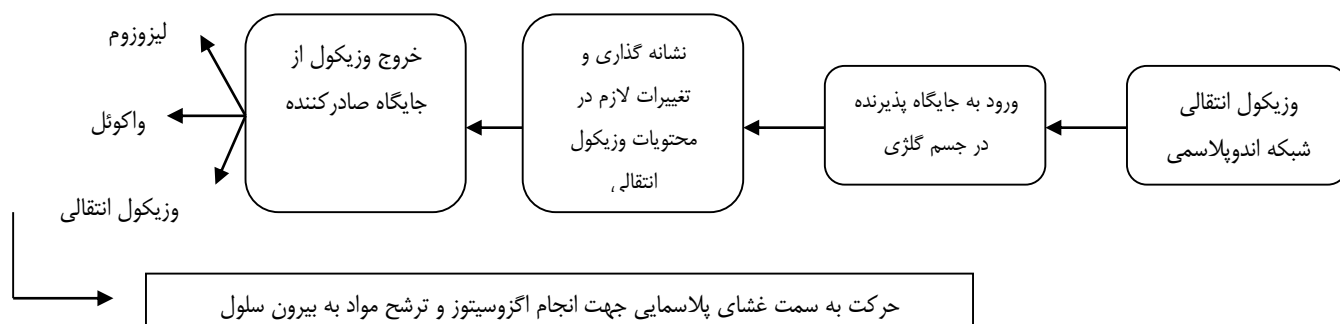 وزیکول انتقالی
شبکه اندوپلاسمی
ورود به جایگاه پذیرنده
در جسم گلژی
نشانه گذاری و
تغییرات لازم در
محتویات وزیکول
انتقالی
خروج وزیکول از
جایگاه صادرکننده
لیزوزوم
واکوئل
وزیکول انتقالی
حرکت به سمت غشای پلاسمایی جهت انجام اگزوسیتوز و ترشح مواد به بیرون سلول